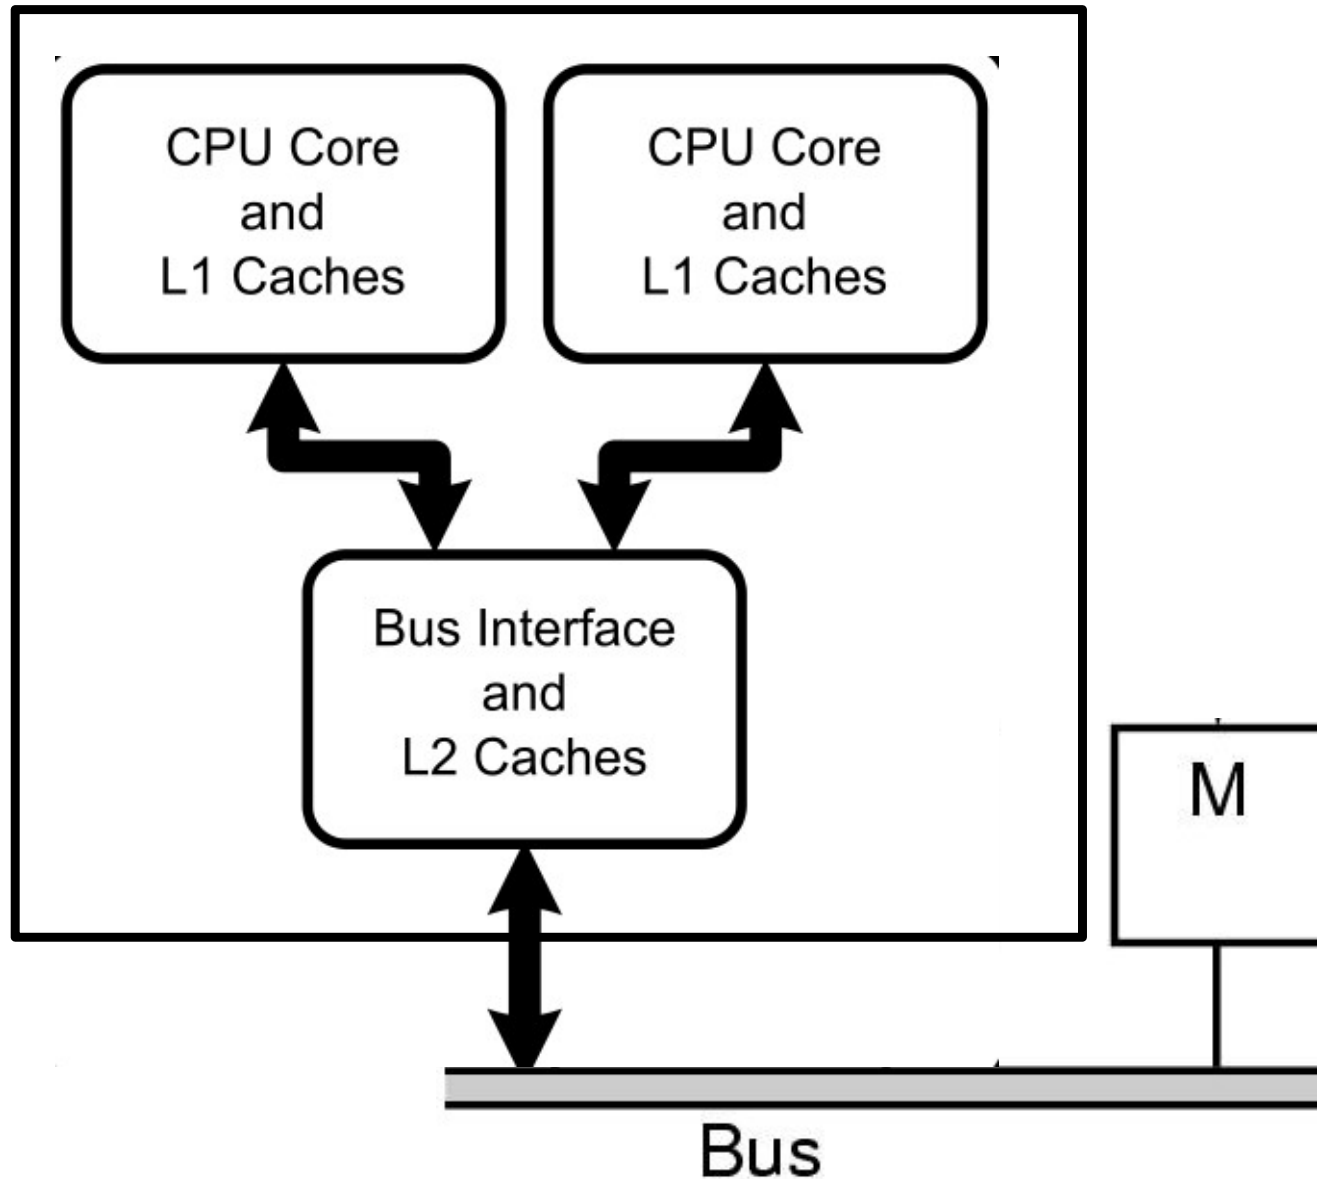 CPU Core
and
L1 Caches
CPU Core
and
L1 Caches
Bus Interface
and
L2 Caches
M
Bus